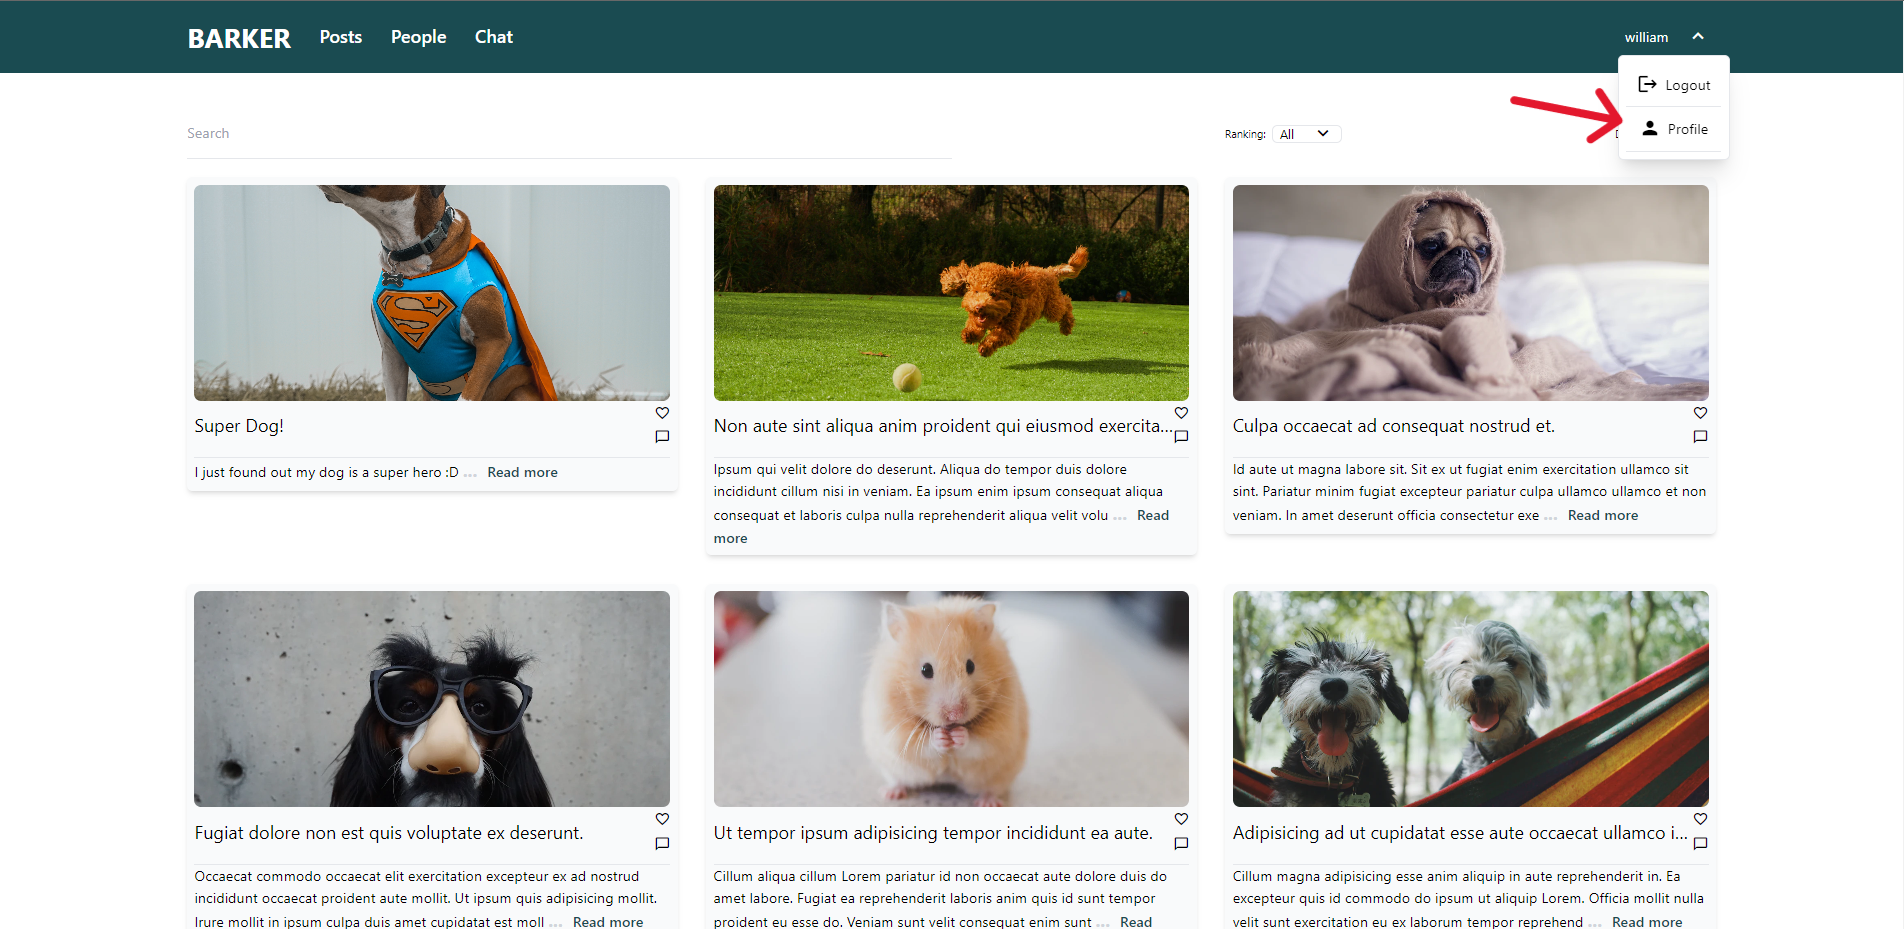 BARKER Posts People Chat william
Logout
Search Ranking: All Profile
Super Dog!
I just found out my dog is a super hero :D ... Read more
Non aute sint aliqua anim proident qui eiusmod exercita...
Ipsum qui velit dolore do deserunt. Aliqua do tempor duis dolore
incididunt cillum nisi in veniam. Ea ipsum enim ipsum consequat aliqua
consequat et laboris culpa nulla reprehenderit aliqua velit volu ... Read
more
Culpa occaecat ad consequat nostrud et.
Id aute ut magna labore sit. Sit ex ut fugiat enim exercitation ullamco sit
sint. Pariatur minim fugiat excepteur pariatur culpa ullamco ullamco et non
veniam. In amet deserunt officia consectetur exe ... Read more
Fugiat dolore non est quis voluptate ex deserunt.
Occaecat commodo occaecat elit exercitation excepteur ex ad nostrud
incididunt occaecat proident aute mollit. Ut ipsum quis adipisicing mollit.
Irure mollit in ipsum culpa duis amet cupidatat est moll ... Read more
Ut tempor ipsum adipisicing tempor incididunt ea aute.
Cillum aliqua cillum Lorem pariatur id non occaecat aute dolore duis do
amet labore. Fugiat ea reprehenderit laboris anim quis id sunt tempor
proident eu esse do. Veniam sunt velit consequat enim sunt ... Read
Adipisicing ad ut cupidatat esse aute occaecat ullamco i...
Cillum magna adipisicing esse anim aliquip in aute reprehenderit in. Ea
excepteur quis id commodo do ipsum ut aliquip Lorem. Officia mollit nulla
velit sunt exercitation eu ex laborum tempor reprehend ... Read more